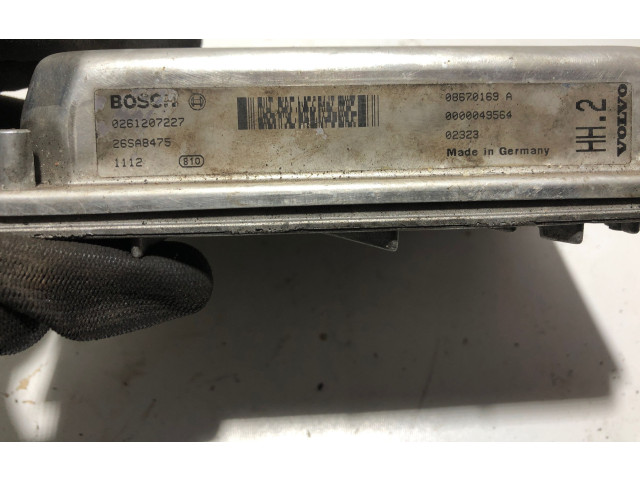 BOSCH
0261207227
26SA8475
1112 810
08670169 A
0000049564
02323
Made in Germany
HH.2
VOLVO